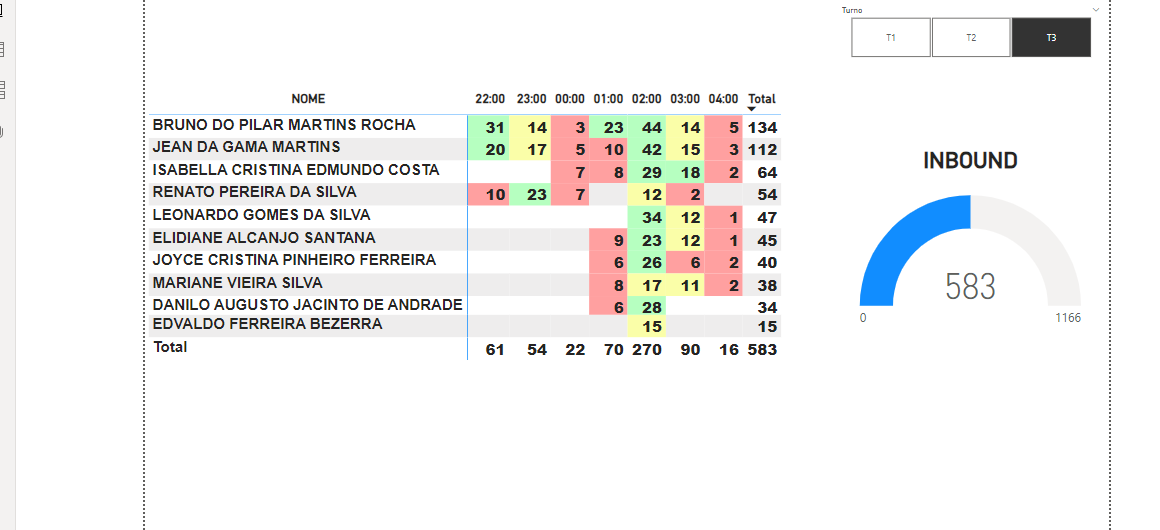 Turno
T1 T2 T3
NOME 22:00 23:00 00:00 01:00 02:00 03:00 04:00 Total
BRUNO DO PILAR MARTINS ROCHA 31 14 3 23 44 14 5 134
JEAN DA GAMA MARTINS 20 17 5 10 42 15 3 112
ISABELLA CRISTINA EDMUNDO COSTA 7 8 29 18 2 64
RENATO PEREIRA DA SILVA 10 23 7 12 2 54
LEONARDO GOMES DA SILVA 34 12 1 47
ELIDIANE ALCANJO SANTANA 9 23 12 1 45
JOYCE CRISTINA PINHEIRO FERREIRA 6 26 6 2 40
MARIANE VIEIRA SILVA 8 17 11 2 38
DANILO AUGUSTO JACINTO DE ANDRADE 6 28 34
EDVALDO FERREIRA BEZERRA 15 15
Total 61 54 22 70 270 90 16 583
INBOUND
583
0 1166